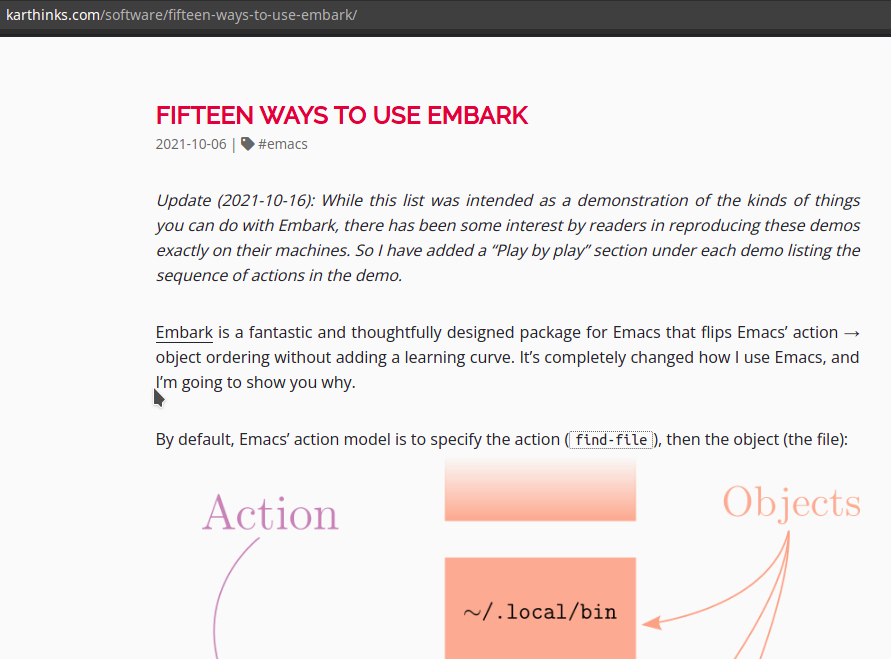 karthinks.com/software/fifteen-ways-to-use-embark/
FIFTEEN WAYS TO USE EMBARK
2021-10-06 | #emacs
Update (2021-10-16): While this list was intended as a demonstration of the kinds of things
you can do with Embark, there has been some interest by readers in reproducing these demos
exactly on their machines. So I have added a “Play by play” section under each demo listing the
sequence of actions in the demo.
Embark is a fantastic and thoughtfully designed package for Emacs that flips Emacs’ action →
object ordering without adding a learning curve. It’s completely changed how I use Emacs, and
I’m going to show you why.
By default, Emacs’ action model is to specify the action (find-file), then the object (the file):
Action
Objects
~/.local/bin